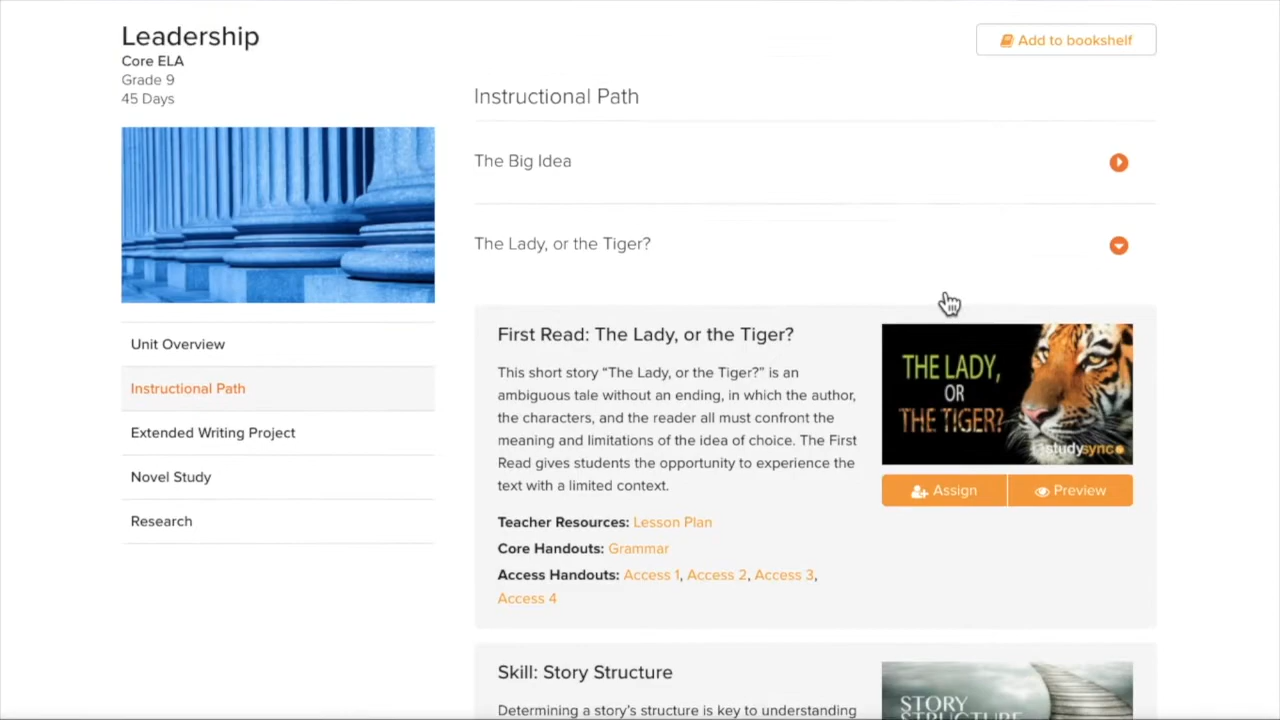 Leadership
Core ELA
Grade 9
45 Days
Unit Overview
Instructional Path
Extended Writing Project
Novel Study
Research
Add to bookshelf
Instructional Path
The Big Idea
The Lady, or the Tiger?
First Read: The Lady, or the Tiger?
This short story “The Lady, or the Tiger?” is an
ambiguous tale without an ending, in which the author,
the characters, and the reader all must confront the
meaning and limitations of the idea of choice. The First
Read gives students the opportunity to experience the
text with a limited context.
Teacher Resources: Lesson Plan
Core Handouts: Grammar
Access Handouts: Access 1, Access 2, Access 3,
Access 4
THE LADY,
OR
THE TIGER?
studysync
Assign
Preview
Skill: Story Structure
Determining a story’s structure is key to understanding
STORY
STRUCTURE